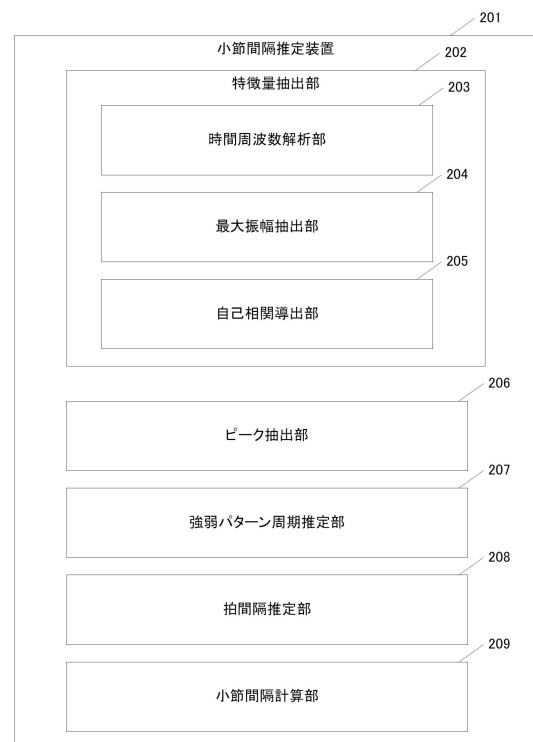 201
小節間隔推定装置
202
特徴量抽出部
203
時間周波数解析部
204
最大振幅抽出部
205
自己相関導出部
206
ピーク抽出部
207
強弱パターン周期推定部
208
拍間隔推定部
209
小節間隔計算部